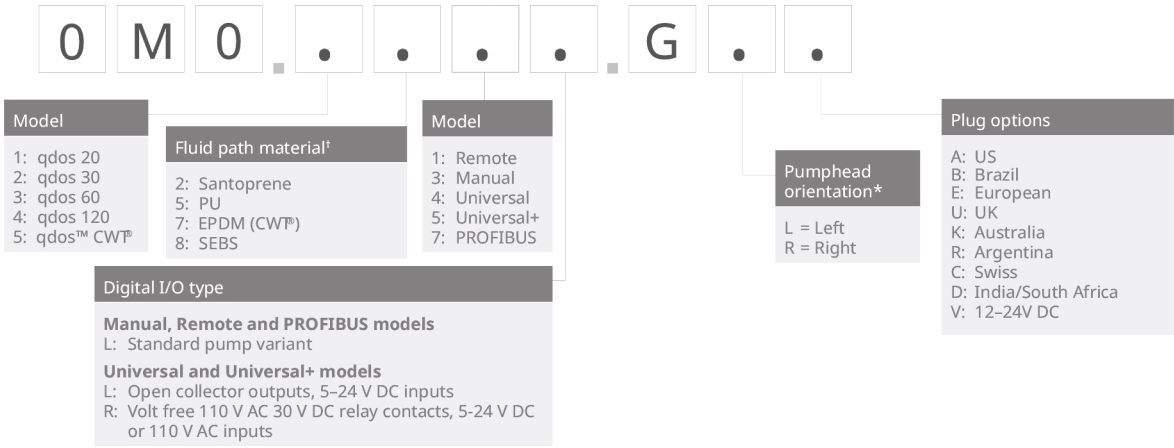 0 M 0 . . . . G . .
Model
1: qdos 20
2: qdos 30
3: qdos 60
4: qdos 120
5: qdos™ CWT®
Fluid path material†
2: Santoprene
5: PU
7: EPDM (CWT®)
8: SEBS
Model
1: Remote
3: Manual
4: Universal
5: Universal+
7: PROFIBUS
Digital I/O type
Manual, Remote and PROFIBUS models
L: Standard pump variant
Universal and Universal+ models
L: Open collector outputs, 5–24 V DC inputs
R: Volt free 110 V AC 30 V DC relay contacts, 5-24 V DC
or 110 V AC inputs
Pumphead
orientation*
L = Left
R = Right
Plug options
A: US
B: Brazil
E: European
U: UK
K: Australia
R: Argentina
C: Swiss
D: India/South Africa
V: 12–24V DC